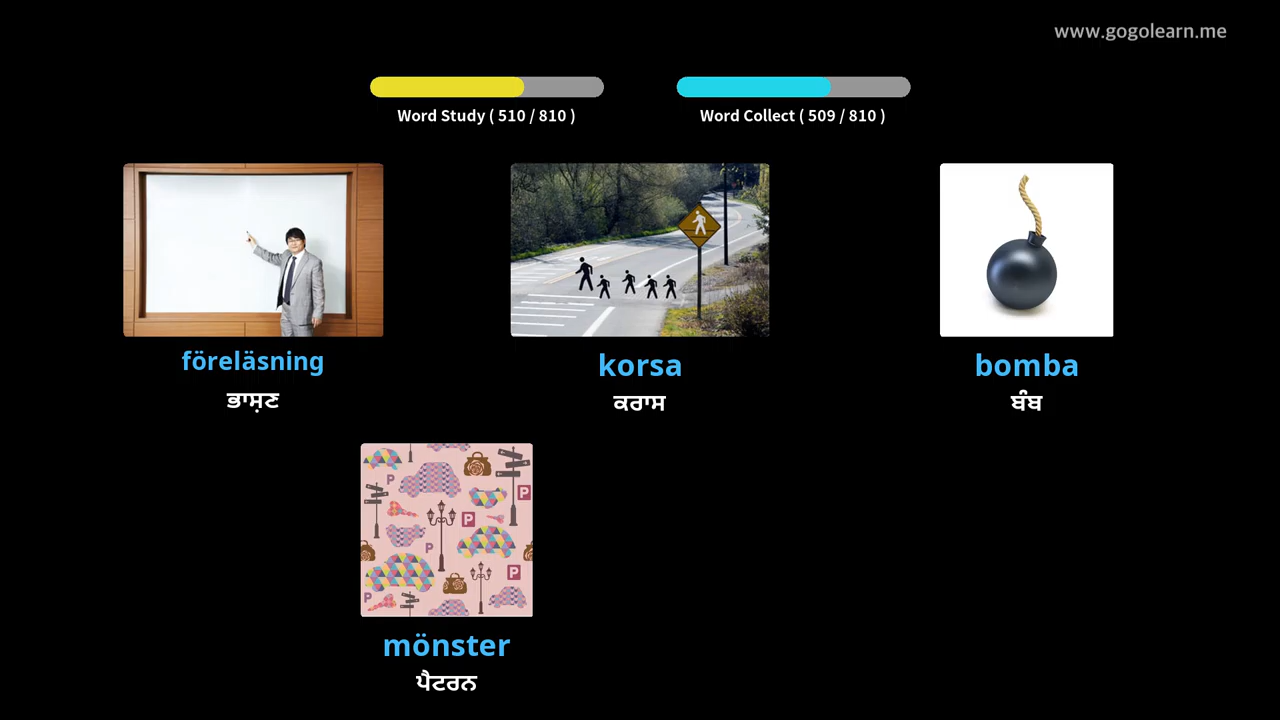 www.gogolearn.me
Word Study ( 510 / 810 )
Word Collect ( 509 / 810 )
föreläsning
ਭਾਸ਼ਣ
korsa
ਕਰਾਸ
bomba
ਬੰਬ
P
P
P
P
P
P
mönster
ਪੈਟਰਨ